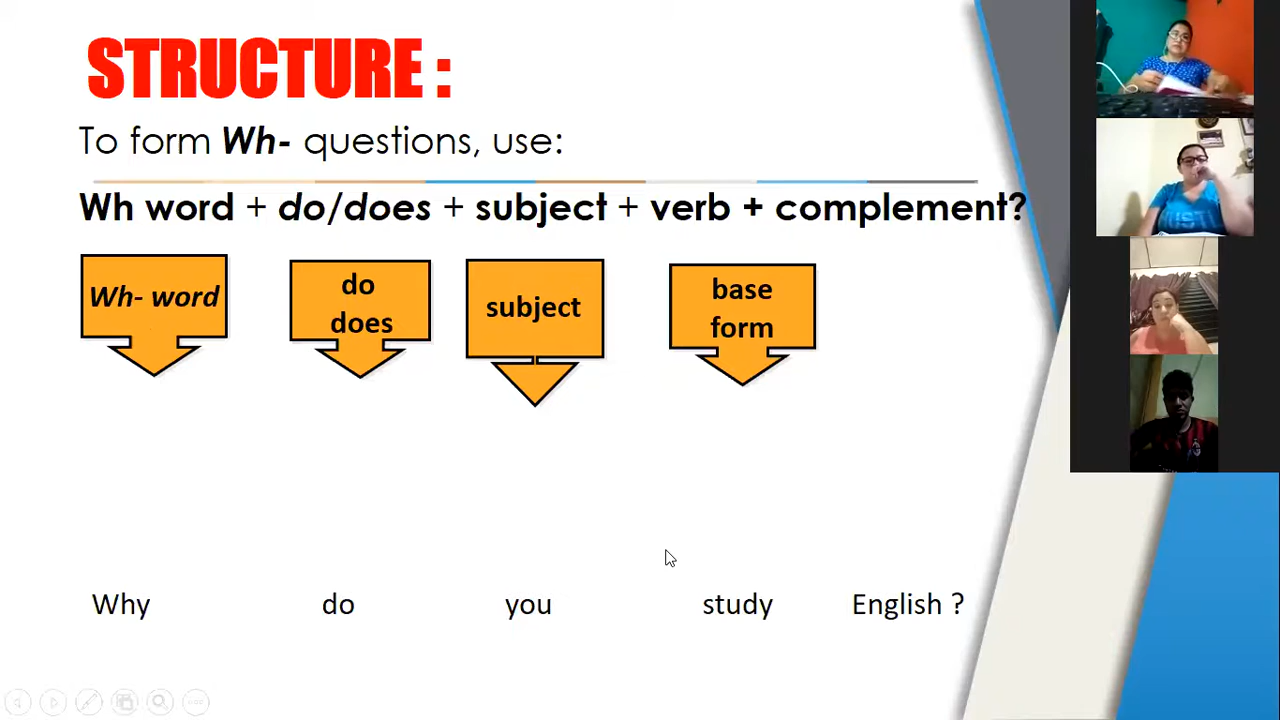 STRUCTURE :
To form Wh- questions, use:
Wh word + do/does + subject + verb + complement?
Wh- word
do
does
subject
base
form
Why do you study English ?